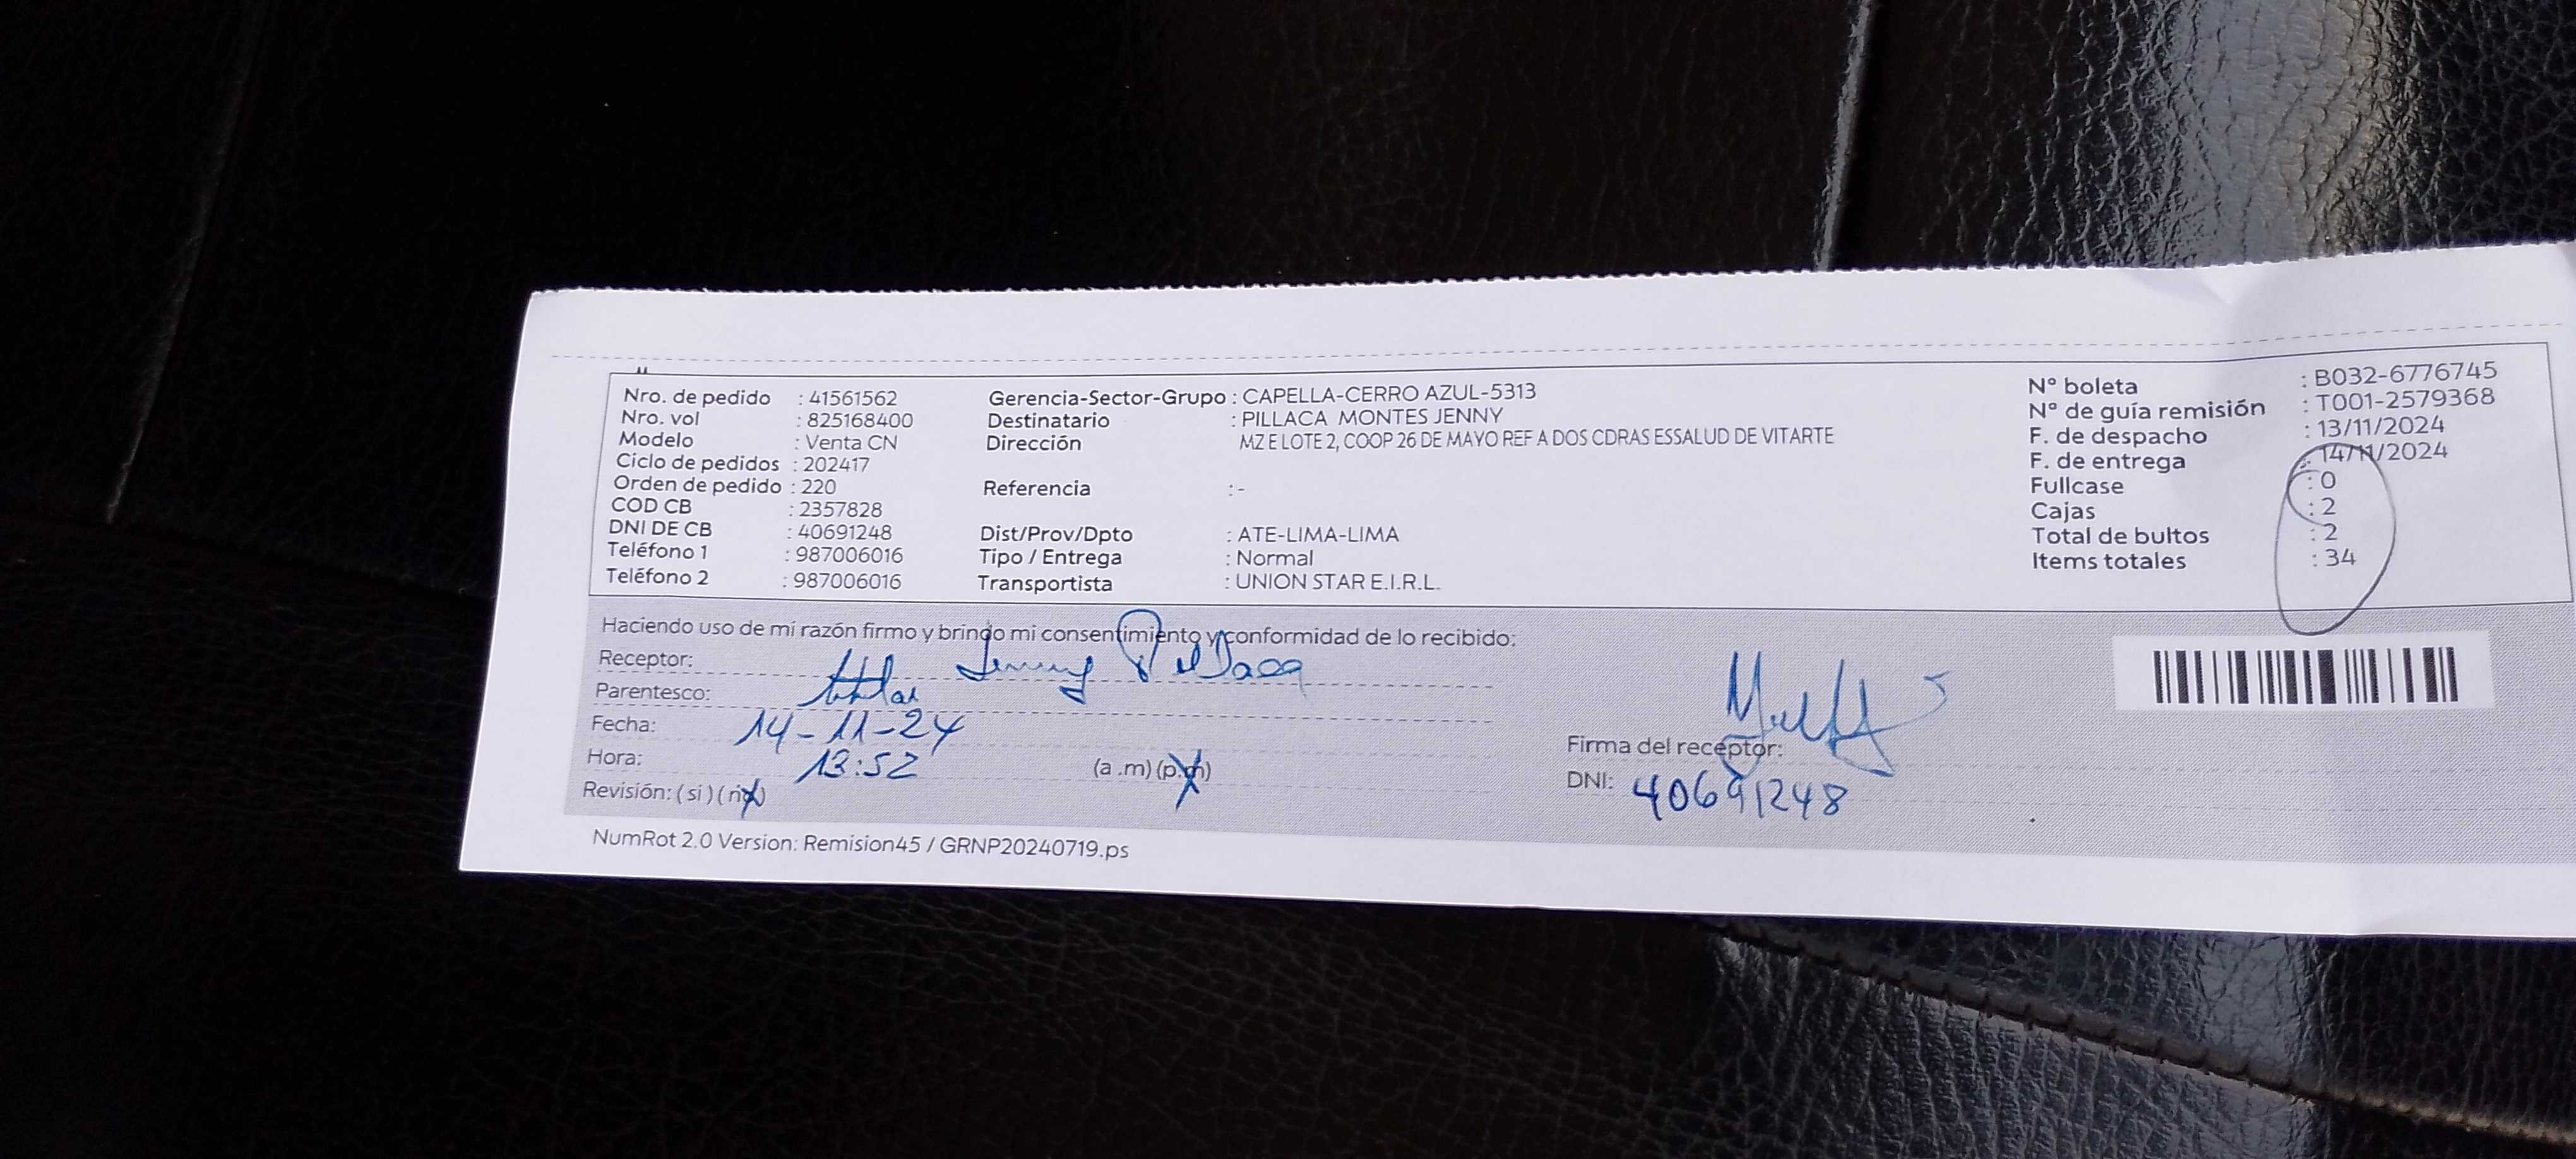 Nro. de pedido : 41561562
Nro. vol : 825168400
Modelo : Venta CN
Ciclo de pedidos : 202417
Orden de pedido : 220
COD CB : 2357828
DNI DE CB : 40691248
Teléfono 1 : 987006016
Teléfono 2 : 987006016
Gerencia-Sector-Grupo : CAPELLA-CERRO AZUL-5313
Destinatario : PILLACA MONTES JENNY
Dirección MZ E LOTE 2, COOP 26 DE MAYO REF A DOS CDRAS ESSALUD DE VITARTE
Referencia : -
Dist/Prov/Dpto : ATE-LIMA-LIMA
Tipo / Entrega : Normal
Transportista : UNION STAR E.I.R.L.
Nº boleta : B032-6776745
Nº de guía remisión : T001-2579368
F. de despacho : 13/11/2024
F. de entrega : 14/11/2024
Fullcase : 0
Cajas : 2
Total de bultos : 2
Items totales : 34
Haciendo uso de mi razón firmo y brindo mi consentimiento y conformidad de lo recibido:
Receptor: Jenny Pillaca
Parentesco: titular
Fecha: 14-11-24
Hora: 13:52 (a .m) (p.m)
Revisión: ( si ) ( no )
Firma del receptor:
DNI: 40691248
NumRot 2.0 Version: Remision45 / GRNP20240719.ps